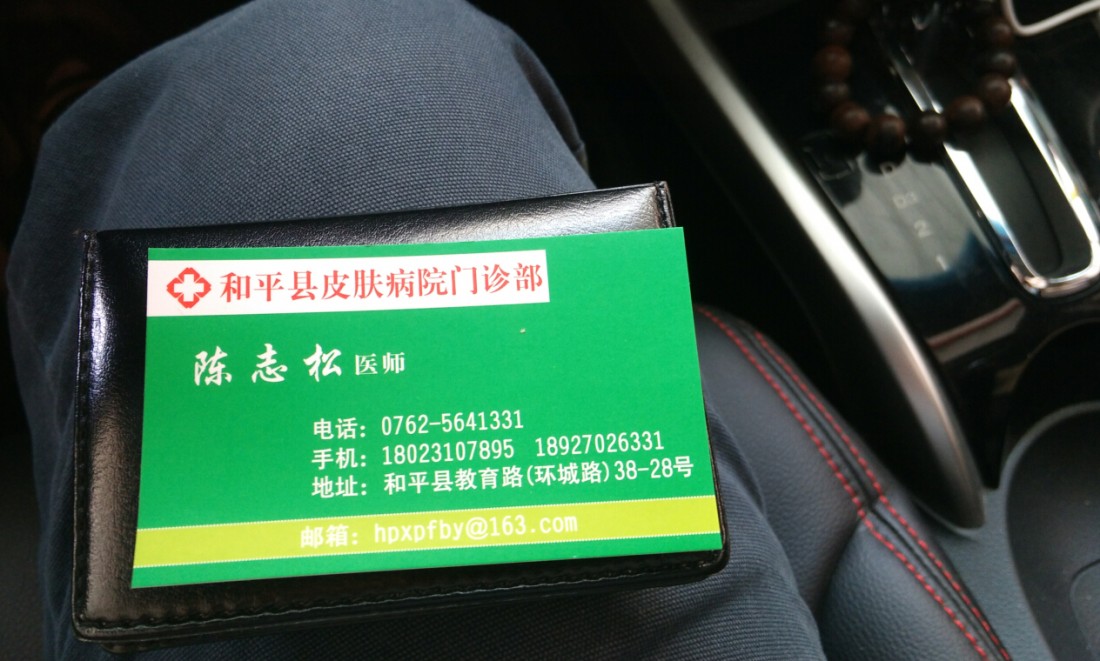 和平县皮肤病院门诊部
陈志松医师
电话：0762-5641331
手机：18023107895 18927026331
地址：和平县教育路(环城路)38-28号
邮箱：hpxpfby@163.com
D3
2